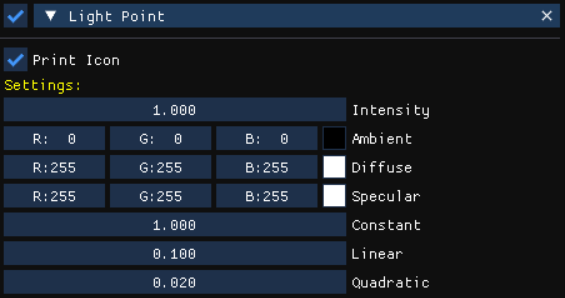 Light Point
Print Icon
Settings:
1.000 Intensity
R: 0 G: 0 B: 0 Ambient
R:255 G:255 B:255 Diffuse
R:255 G:255 B:255 Specular
1.000 Constant
0.100 Linear
0.020 Quadratic